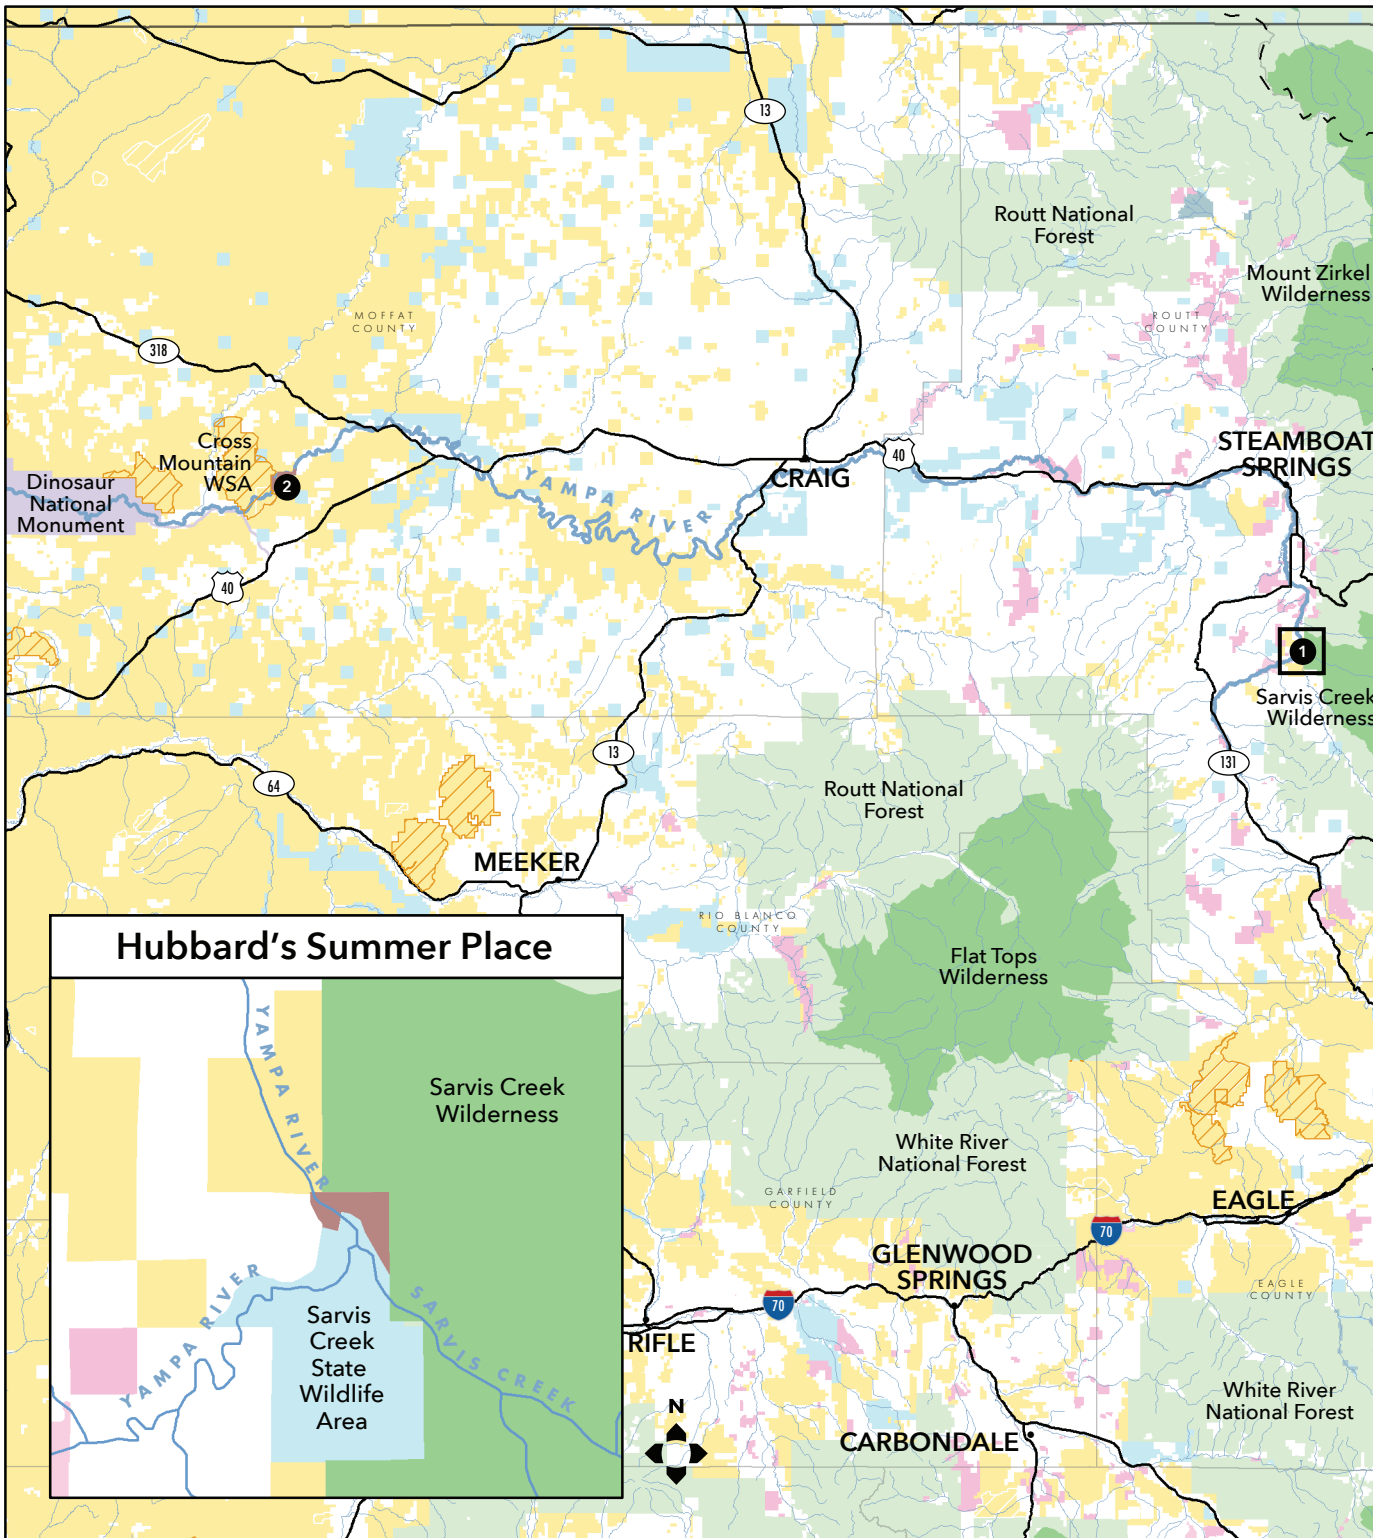 13
Routt National
Forest
Mount Zirkel
Wilderness
MOFFAT
COUNTY
ROUTT
COUNTY
318
Cross
Mountain
WSA
2
Dinosaur
National
Monument
YAMPA RIVER
CRAIG
40
STEAMBOAT
SPRINGS
40
1
Sarvis Creek
Wilderness
13
131
64
Routt National
Forest
MEEKER
RIO BLANCO
COUNTY
Flat Tops
Wilderness
Hubbard's Summer Place
YAMPA RIVER
Sarvis Creek
Wilderness
YAMPA RIVER
SARVIS CREEK
Sarvis
Creek
State
Wildlife
Area
White River
National Forest
GARFIELD
COUNTY
EAGLE
70
GLENWOOD
SPRINGS
70
EAGLE
COUNTY
RIFLE
White River
National Forest
N
CARBONDALE